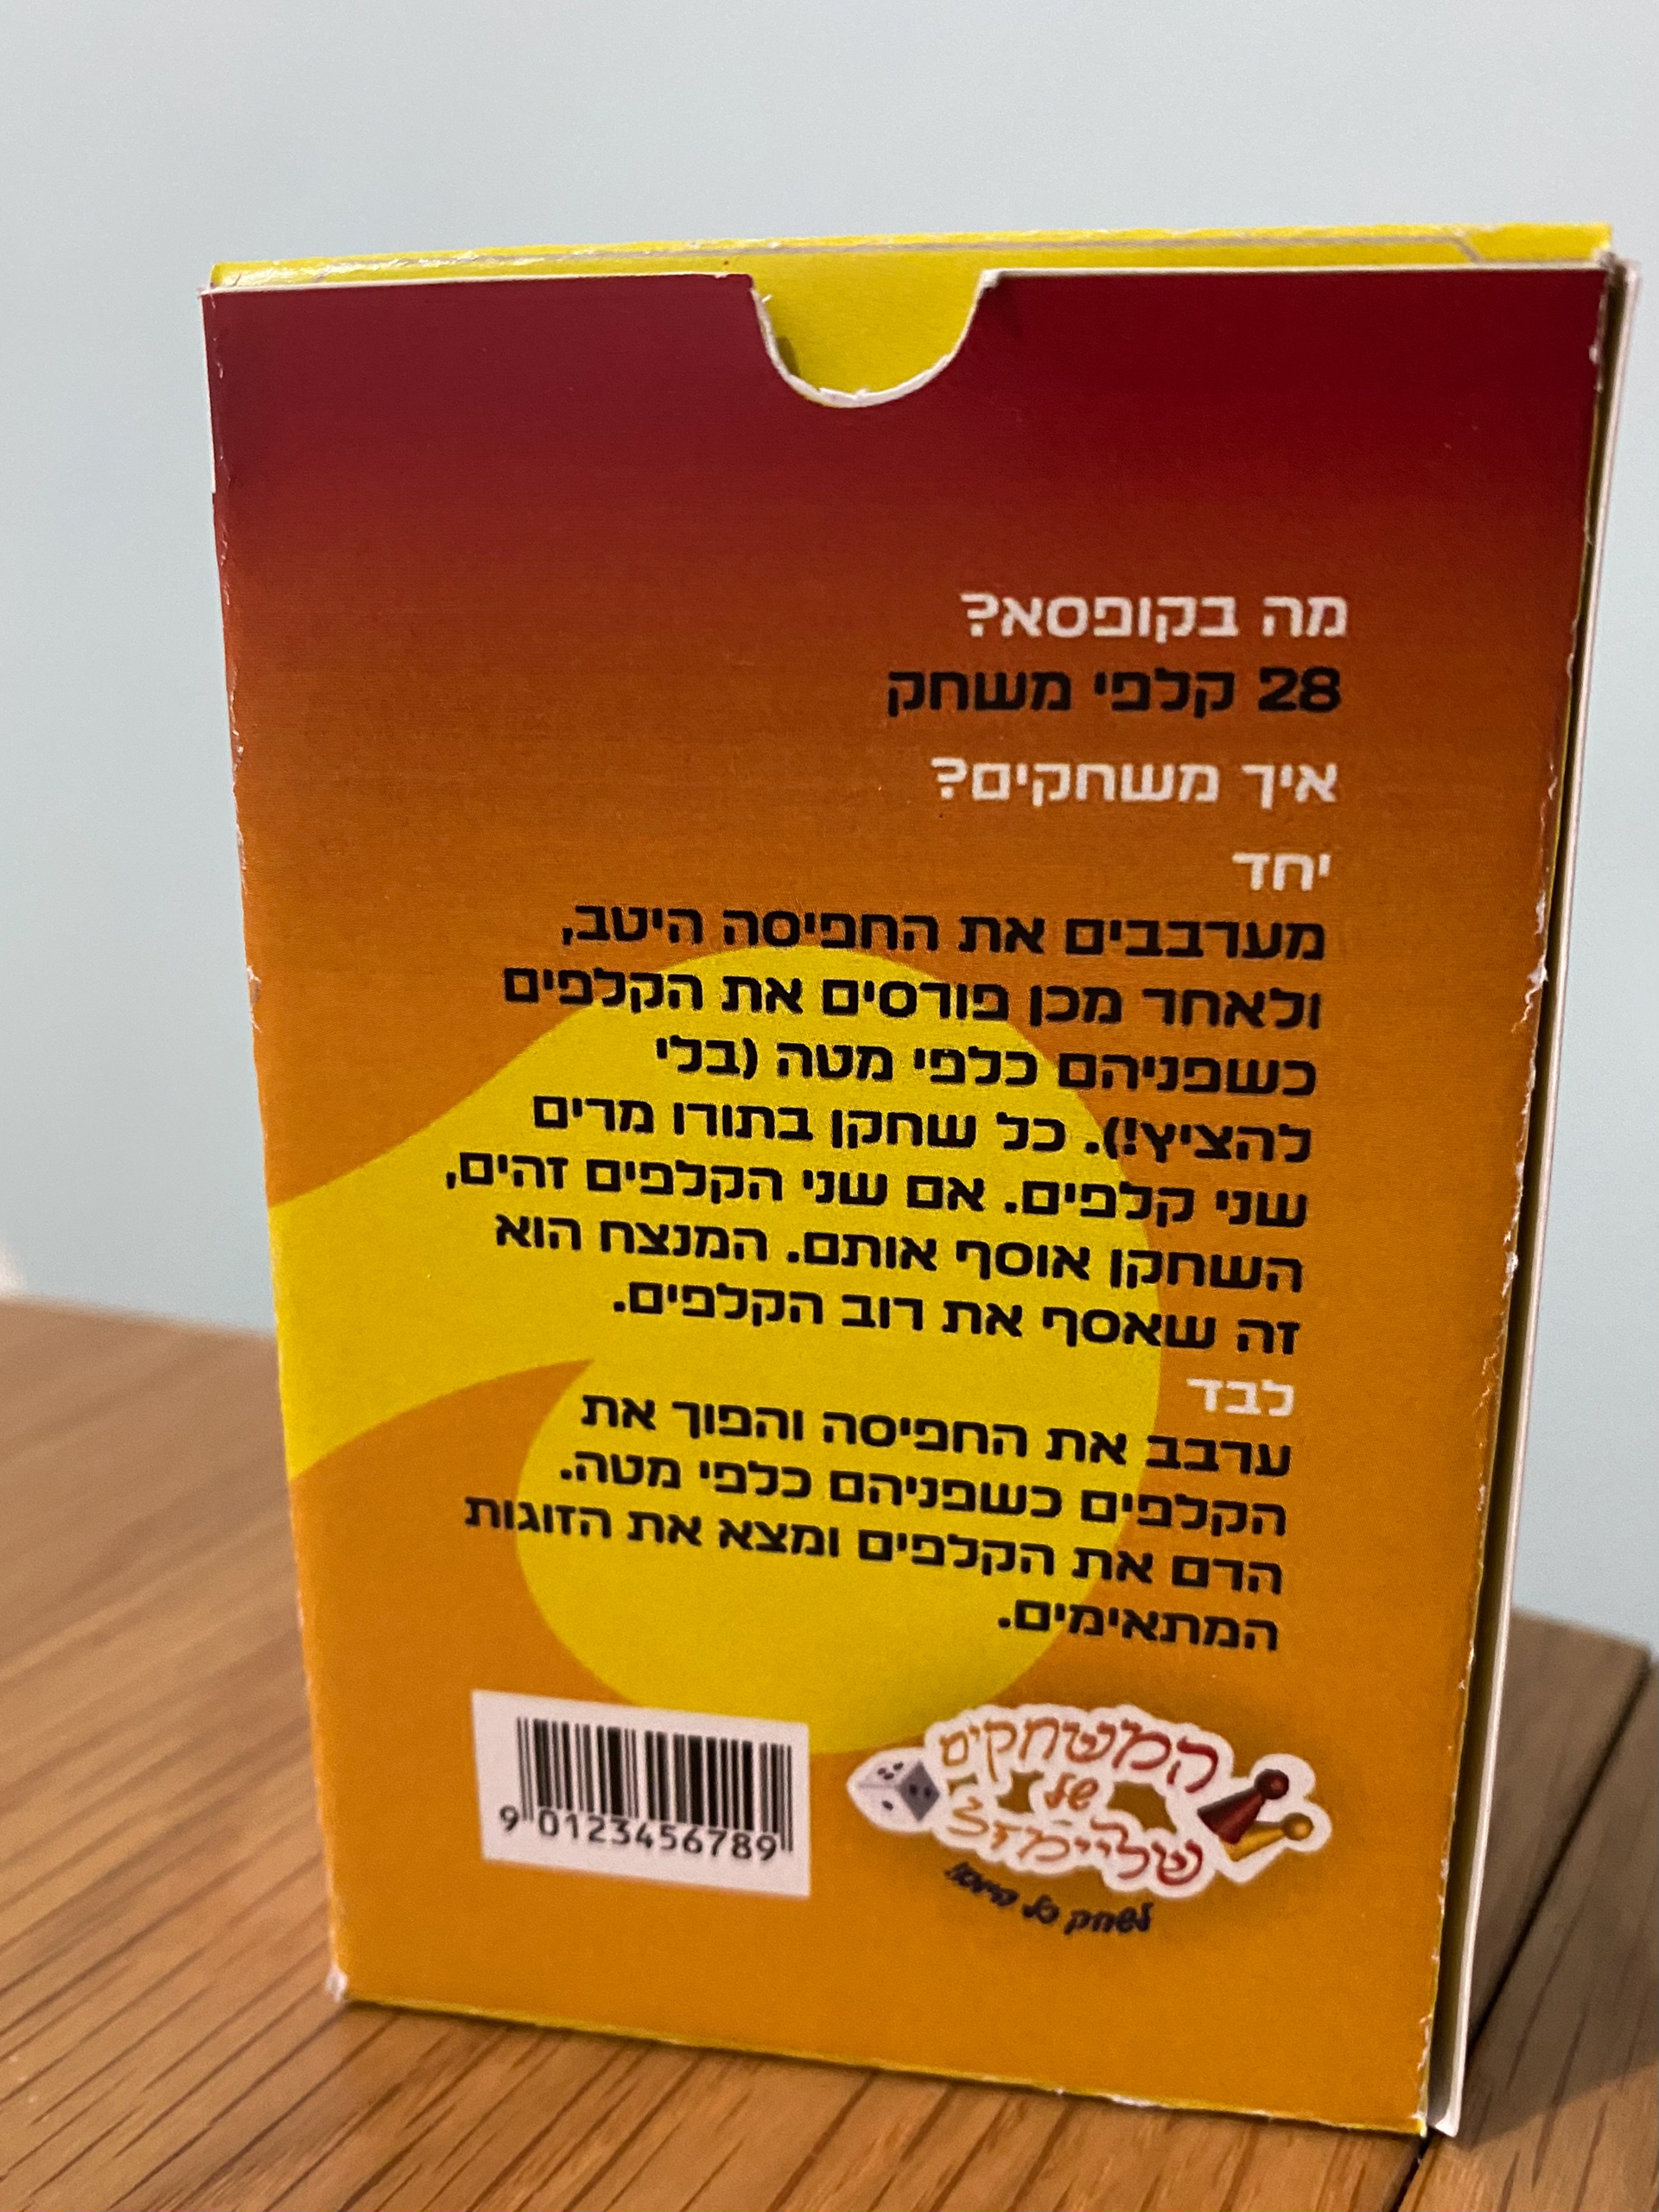 מה בקופסא?
28 קלפי משחק
איך משחקים?
יחד
מערבבים את החפיסה היטב,
ולאחר מכן פורסים את הקלפים
כשפניהם כלפי מטה (בלי
להציץ!). כל שחקן בתורו מרים
שני קלפים. אם שני הקלפים זהים,
השחקן אוסף אותם. המנצח הוא
זה שאסף את רוב הקלפים.
לבד
ערבב את החפיסה והפוך את
הקלפים כשפניהם כלפי מטה.
הרם את הקלפים ומצא את הזוגות
המתאימים.
המשחקים
של
שליימזל
לשחק כל היום!
9 0123456789